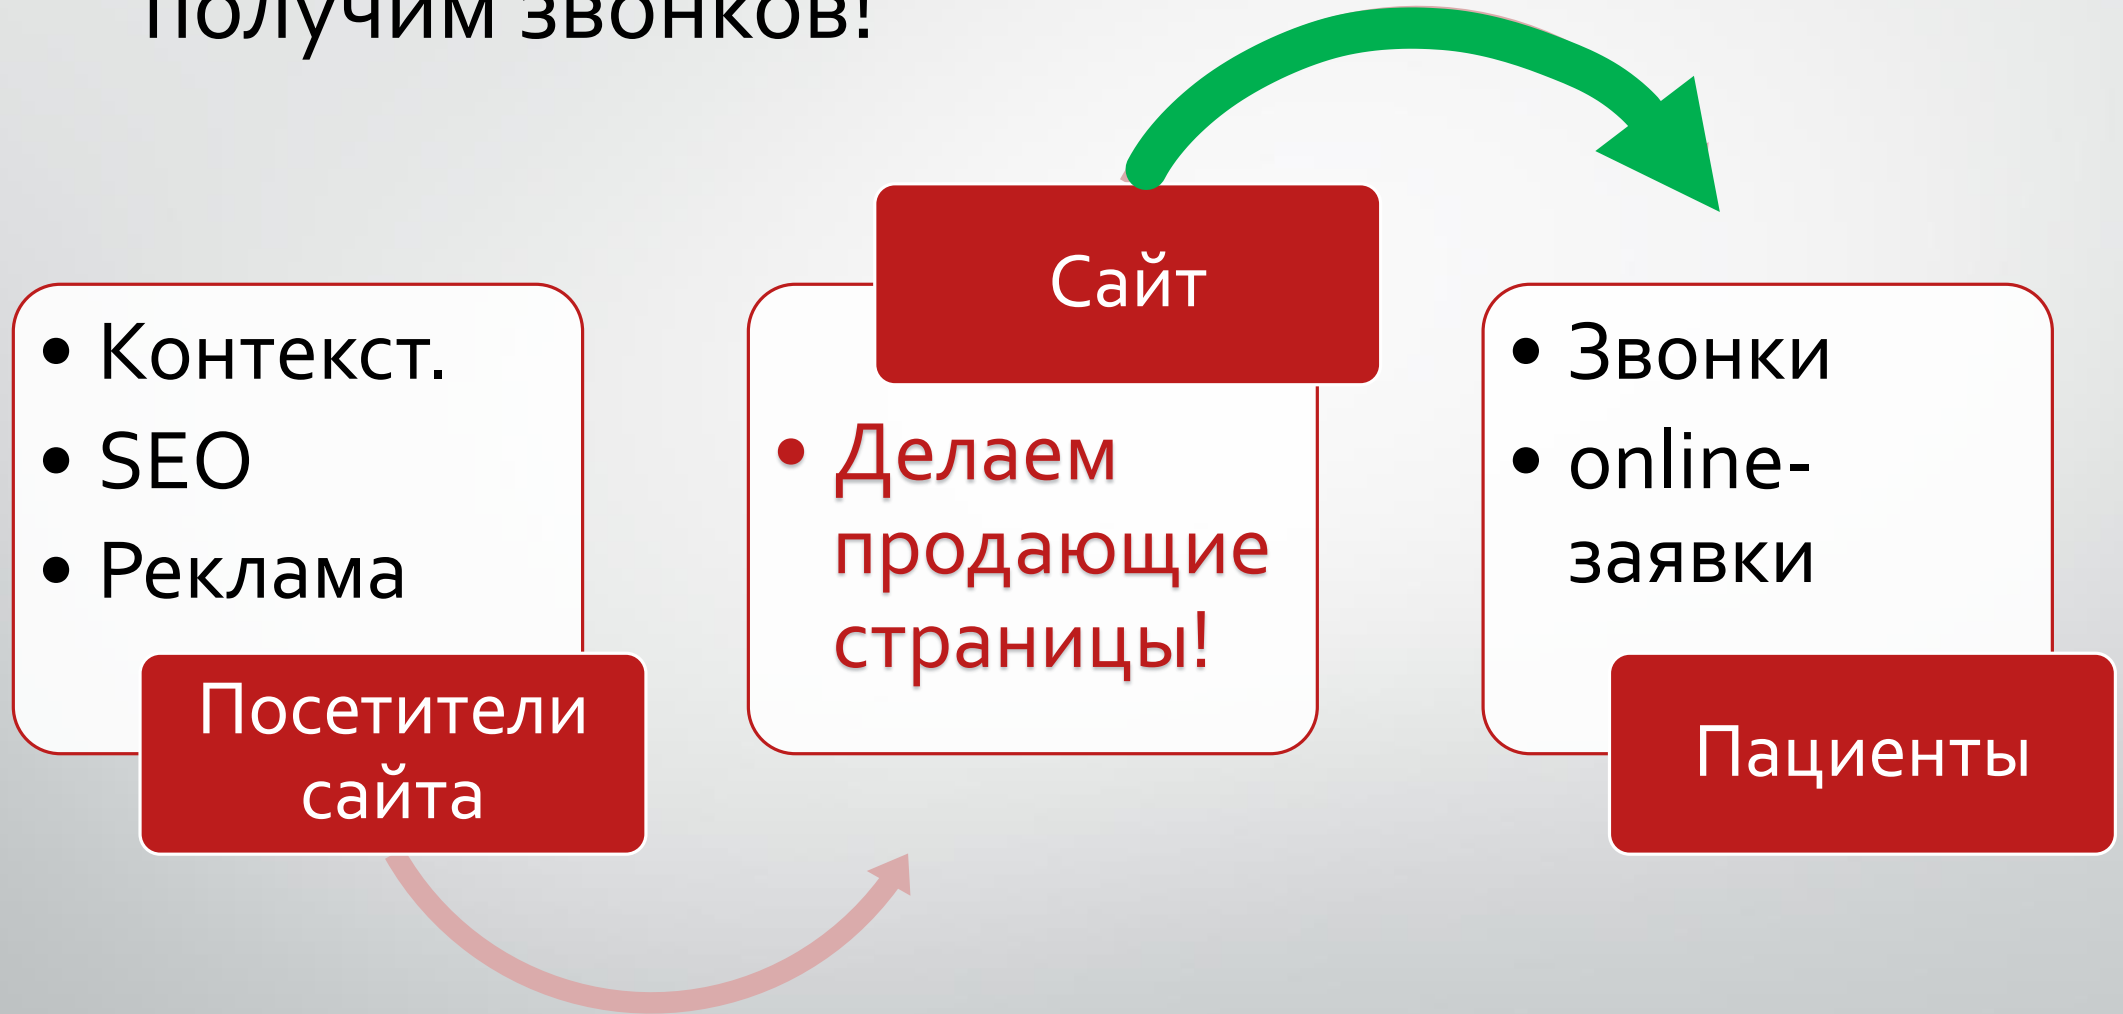 получим звонков!
• Контекст.
• SEO
• Реклама
Посетители
сайта
Сайт
• Делаем
продающие
страницы!
• Звонки
• online-
заявки
Пациенты